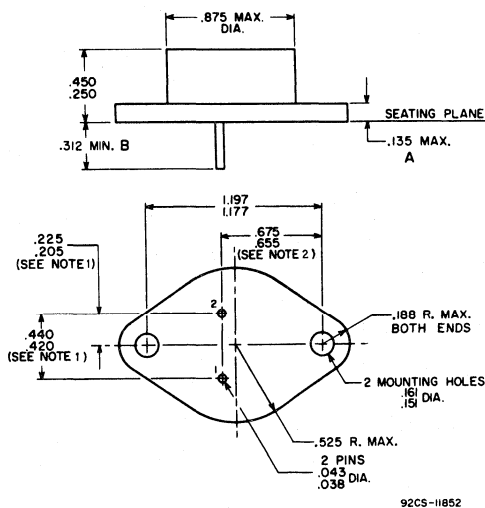 .875 MAX.
DIA.
.450
.250
SEATING PLANE
.312 MIN. B
.135 MAX.
A
1.197
1.177
.225
.205
(SEE NOTE 1)
.675
.655
(SEE NOTE 2)
2
.188 R. MAX.
BOTH ENDS
.440
.420
(SEE NOTE 1)
1
2 MOUNTING HOLES
.161
.151 DIA.
.525 R. MAX.
2 PINS
.043
.038 DIA.
92CS-11852